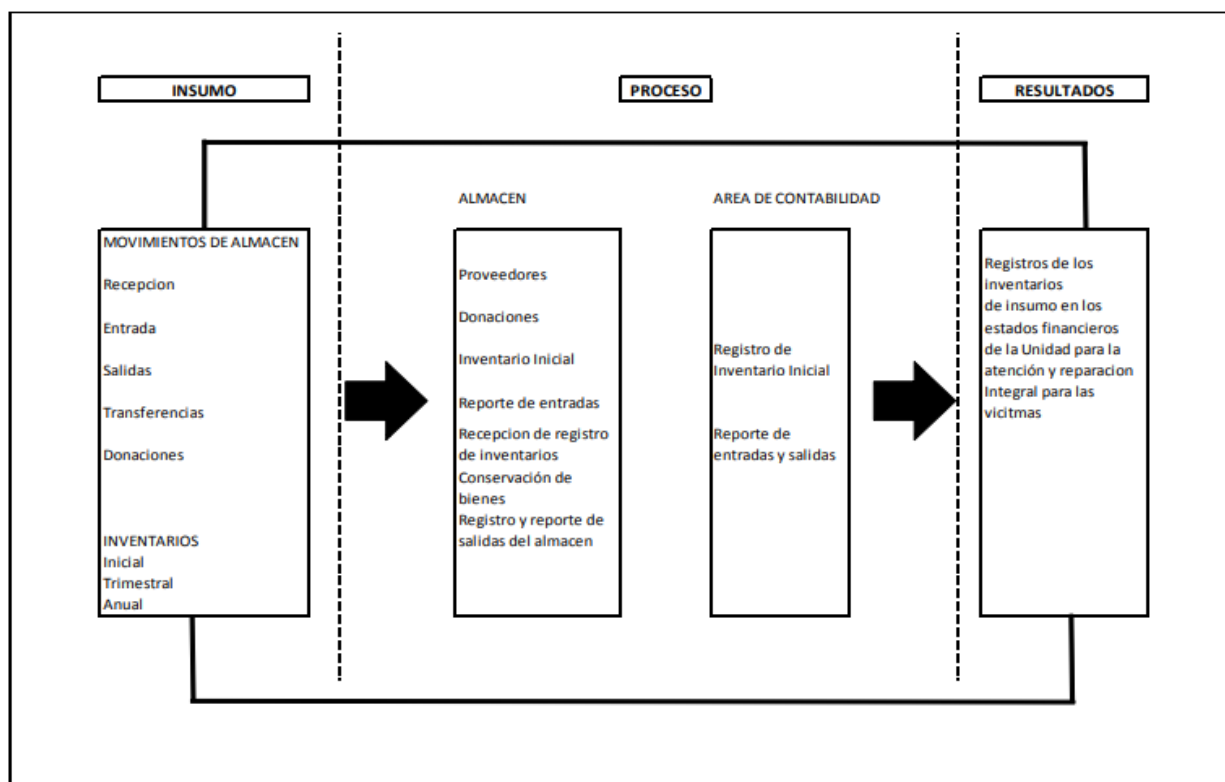 INSUMO
PROCESO
RESULTADOS
MOVIMIENTOS DE ALMACEN
Recepcion
Entrada
Salidas
Transferencias
Donaciones
INVENTARIOS
Inicial
Trimestral
Anual
ALMACEN
Proveedores
Donaciones
Inventario Inicial
Reporte de entradas
Recepcion de registro
de inventarios
Conservación de
bienes
Registro y reporte de
salidas del almacen
AREA DE CONTABILIDAD
Registro de
Inventario Inicial
Reporte de
entradas y salidas
Registros de los
inventarios
de insumo en los
estados financieros
de la Unidad para la
atención y reparacion
Integral para las
vicitmas